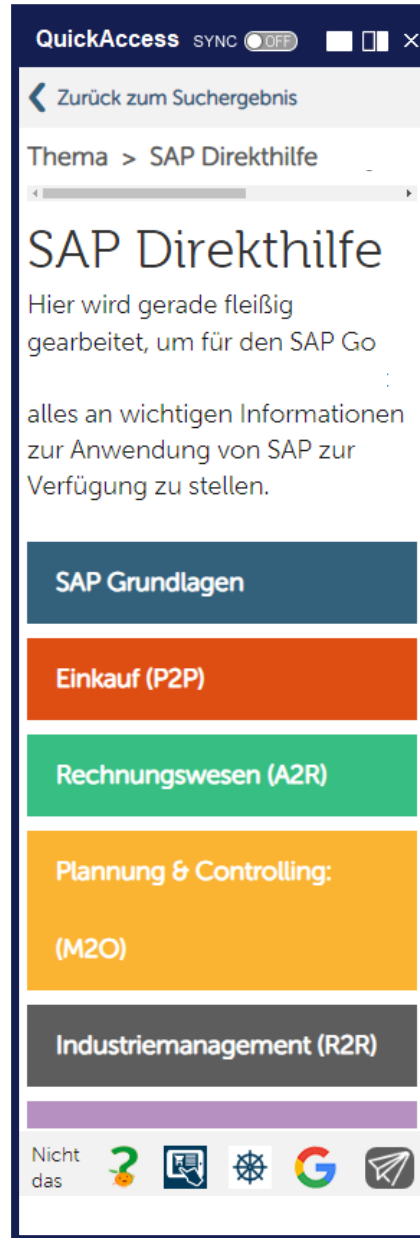 QuickAccess SYNC OFF
Zurück zum Suchergebnis
Thema > SAP Direkthilfe
SAP Direkthilfe
Hier wird gerade fleißig
gearbeitet, um für den SAP Go
alles an wichtigen Informationen
zur Anwendung von SAP zur
Verfügung zu stellen.
SAP Grundlagen
Einkauf (P2P)
Rechnungswesen (A2R)
Plannung & Controlling:
(M2O)
Industriemanagement (R2R)
Nicht
das